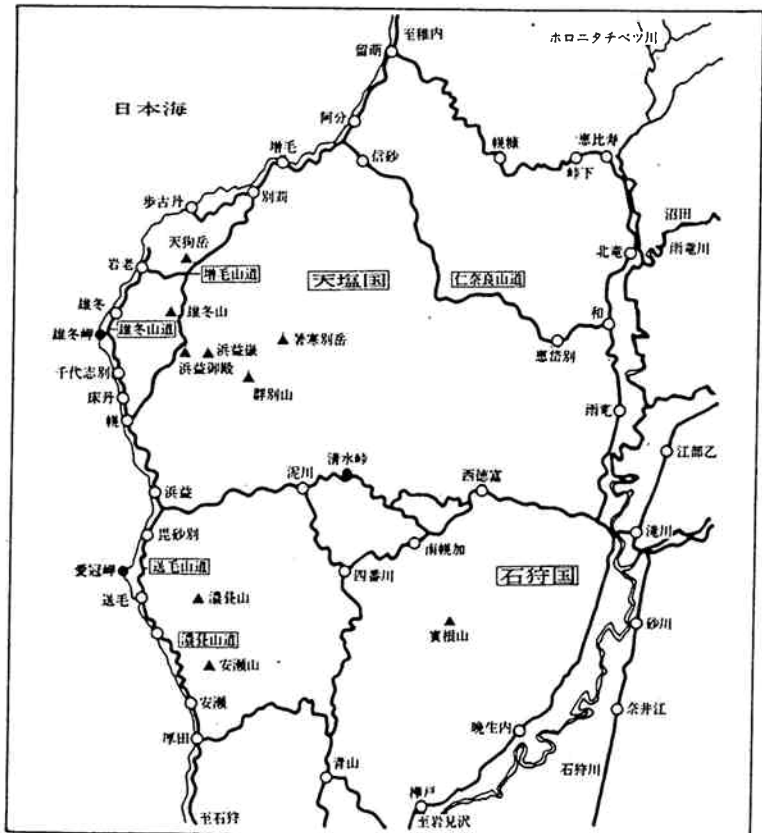 至稚内
ホロニタチベツ川
留萌
日本海
阿分
増毛
信砂
幌糠
恵比寿
峠下
別苅
歩古丹
沼田
雨竜川
天狗岳
北竜
岩老
増毛山道
天塩国
仁奈良山道
雄冬
雄冬山
雄冬山道
和
雄冬岬
暑寒別岳
恵岱別
浜益嶽
浜益御殿
千代志別
群別山
床丹
雨竜
幌
江部乙
清水峠
泥川
西徳富
浜益
滝川
毘砂別
南幌加
愛冠岬
送毛山道
四番川
石狩国
送毛
濃昼山
砂川
濃昼山道
安瀬山
安瀬
奈井江
晩生内
厚田
石狩川
青山
樺戸
至石狩
至岩見沢